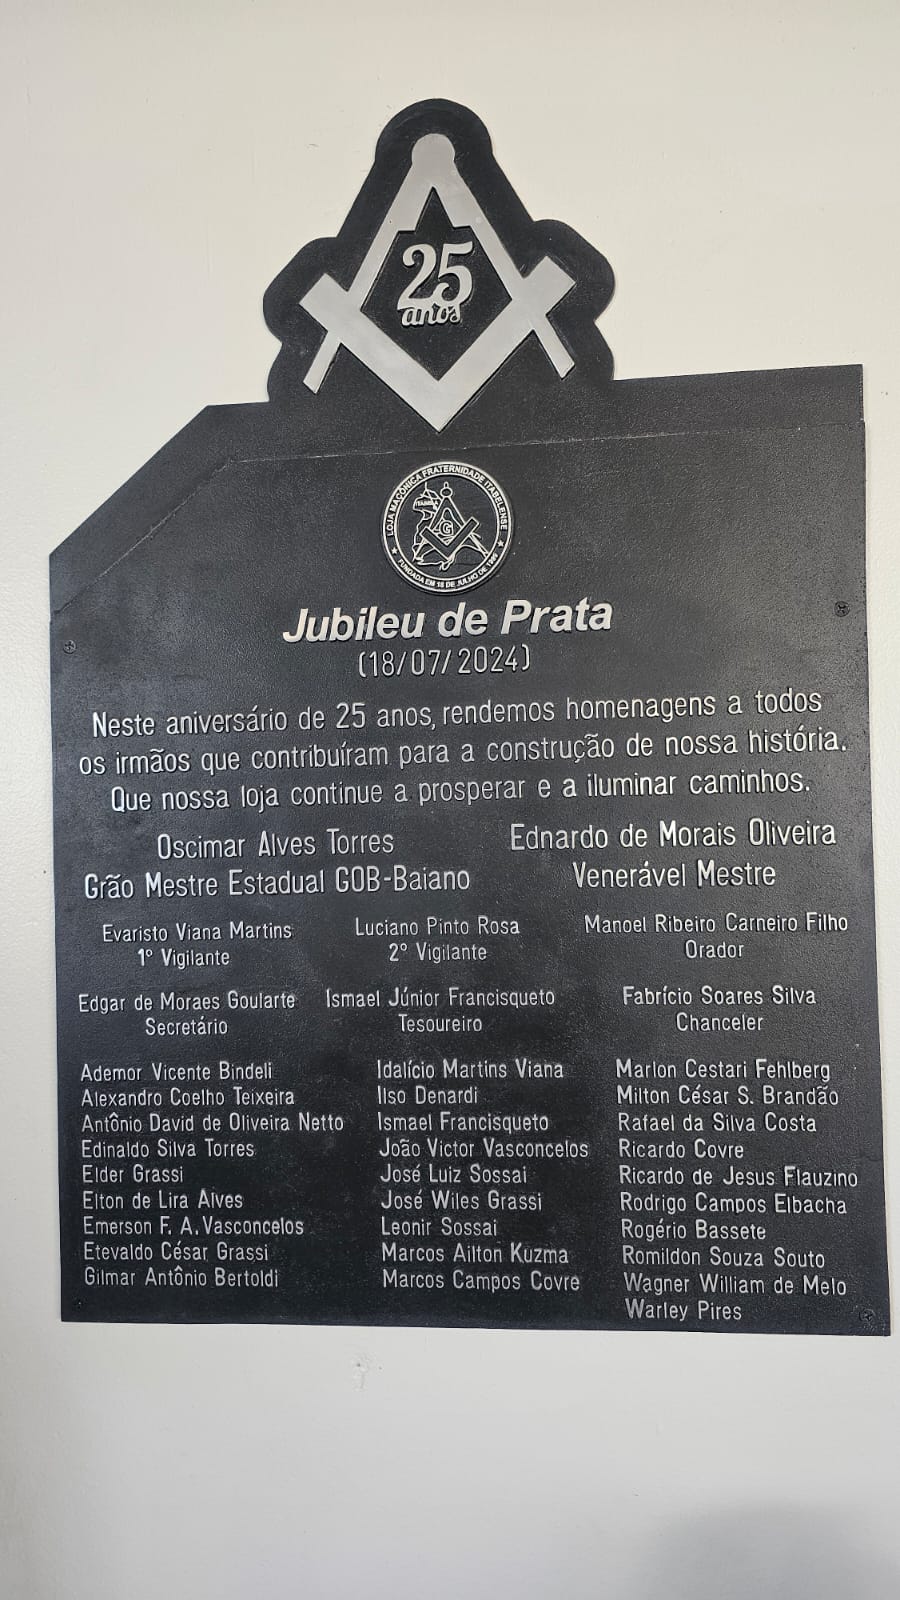 25
anos
LOJA MAÇÔNICA FRATERNIDADE ITABELENSE
G
FUNDADA EM 18 DE JULHO DE
Jubileu de Prata
(18/07/2024)
Neste aniversário de 25 anos, rendemos homenagens a todos
os irmãos que contribuíram para a construção de nossa história.
Que nossa loja continue a prosperar e a iluminar caminhos.
Oscimar Alves Torres
Grão Mestre Estadual GOB-Baiano
Ednardo de Morais Oliveira
Venerável Mestre
Evaristo Viana Martins
1° Vigilante
Luciano Pinto Rosa
2° Vigilante
Manoel Ribeiro Carneiro Filho
Orador
Edgar de Moraes Goularte
Secretário
Ismael Júnior Francisqueto
Tesoureiro
Fabrício Soares Silva
Chanceler
Ademor Vicente Bindeli
Alexandro Coelho Teixeira
Antônio David de Oliveira Netto
Edinaldo Silva Torres
Elder Grassi
Elton de Lira Alves
Emerson F. A. Vasconcelos
Etevaldo César Grassi
Gilmar Antônio Bertoldi
Idalício Martins Viana
Ilso Denardi
Ismael Francisqueto
João Victor Vasconcelos
José Luiz Sossai
José Wiles Grassi
Leonir Sossai
Marcos Ailton Kuzma
Marcos Campos Covre
Marlon Cestari Fehlberg
Milton César S. Brandão
Rafael da Silva Costa
Ricardo Covre
Ricardo de Jesus Flauzino
Rodrigo Campos Elbacha
Rogério Bassete
Romildon Souza Souto
Wagner William de Melo
Warley Pires